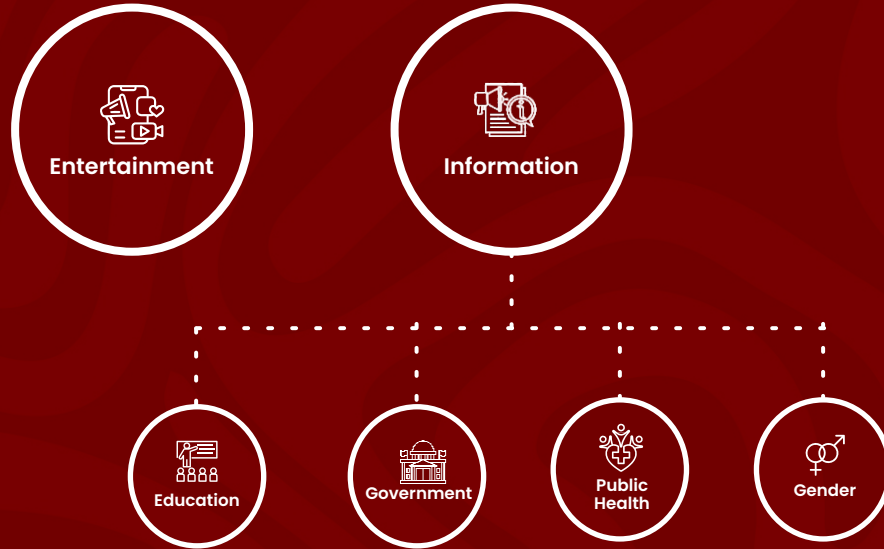 Entertainment
Information
Education
Government
Public
Health
Gender